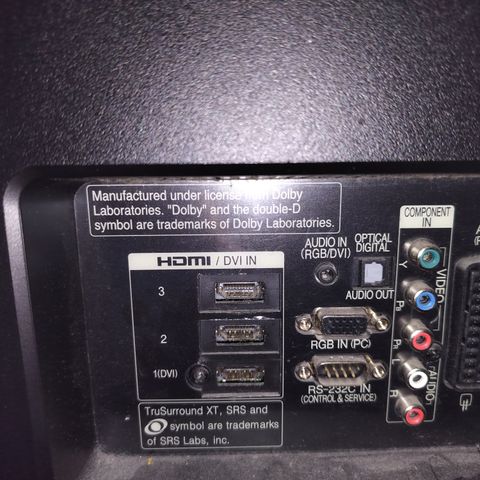 Manufactured under license from Dolby
Laboratories. "Dolby" and the double-D
symbol are trademarks of Dolby Laboratories.
HDMI / DVI IN
3
2
1(DVI)
AUDIO IN
(RGB/DVI)
OPTICAL
DIGITAL
AUDIO OUT
RGB IN (PC)
RS-232C IN
(CONTROL & SERVICE)
COMPONENT
IN
Y
PB
PR
VIDEO
L
R
AUDIO
TruSurround XT, SRS and
symbol are trademarks
of SRS Labs, inc.